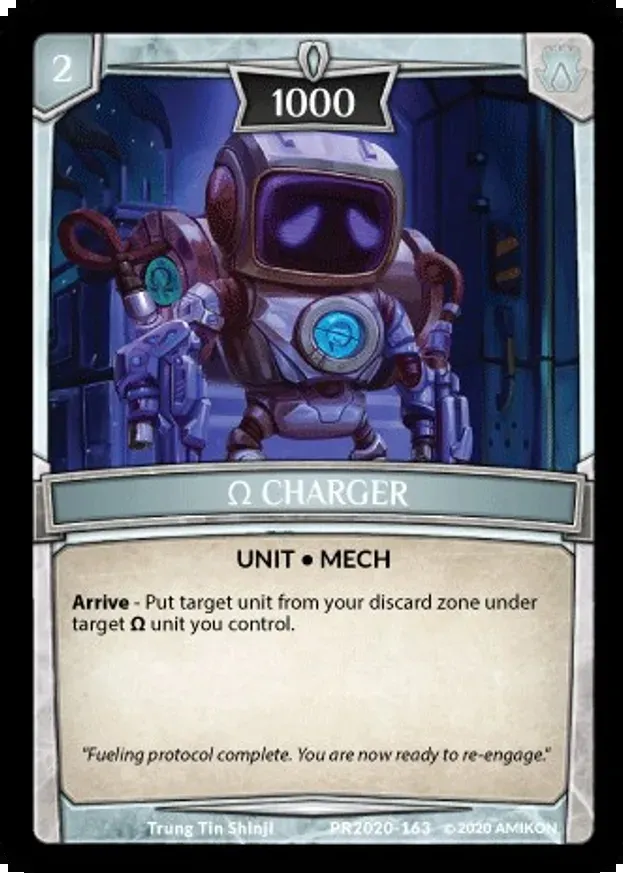 2
1000
Ω
Ω CHARGER
UNIT • MECH
Arrive - Put target unit from your discard zone under
target Ω unit you control.
"Fueling protocol complete. You are now ready to re-engage."
Trung Tin Shinji PR2020-163 © 2020 AMIKON